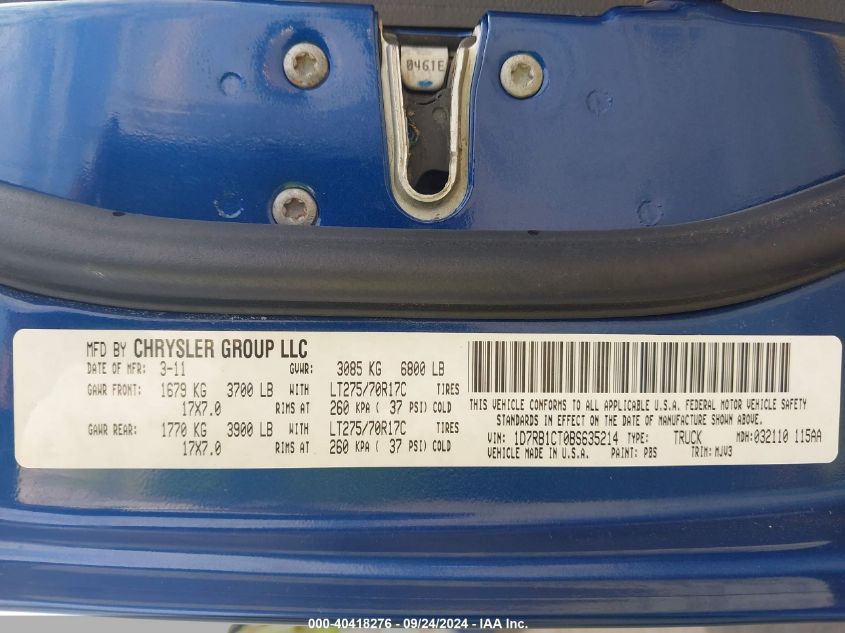 0461E
MFD BY CHRYSLER GROUP LLC
DATE OF MFR: 3-11 GVWR: 3085 KG 6800 LB
GAWR FRONT: 1679 KG 3700 LB WITH LT275/70R17C TIRES
17X7.0 RIMS AT 260 KPA ( 37 PSI) COLD
GAWR REAR: 1770 KG 3900 LB WITH LT275/70R17C TIRES
17X7.0 RIMS AT 260 KPA ( 37 PSI) COLD
THIS VEHICLE CONFORMS TO ALL APPLICABLE U.S.A. FEDERAL MOTOR VEHICLE SAFETY
STANDARDS IN EFFECT ON THE DATE OF MANUFACTURE SHOWN ABOVE.
VIN: 1D7RB1CT0BS635214 TYPE: TRUCK MDH: 032110 115AA
VEHICLE MADE IN U.S.A. PAINT: PBS TRIM: MJV3
000-40418276 - 09/24/2024 - IAA Inc.